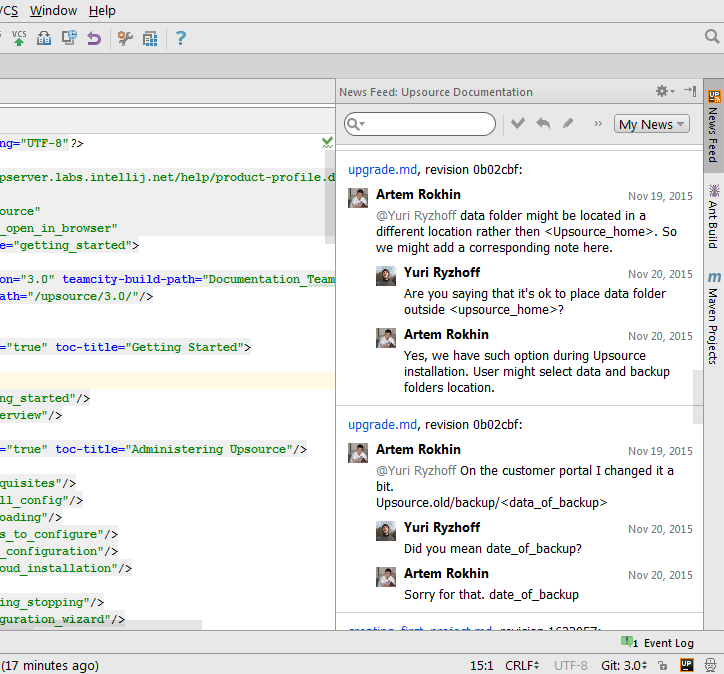 VCS Window Help
VCS
News Feed: Upsource Documentation
My News
ng="UTF-8"?>
pserver.labs.intellij.net/help/product-profile.d
ource"
_open_in_browser"
e="getting_started">
on="3.0" teamcity-build-path="Documentation_Team
ath="/upsource/3.0/"/>
="true" toc-title="Getting Started">
ng_started"/>
erview"/>
="true" toc-title="Administering Upsource"/>
quisites"/>
ll_config"/>
oading"/>
s_to_configure"/>
_configuration"/>
oud_installation"/>
ing_stopping"/>
guration_wizard"/>
upgrade.md, revision 0b02cbf:
Artem Rokhin Nov 19, 2015
@Yuri Ryzhoff data folder might be located in a
different location rather then <Upsource_home>. So
we might add a corresponding note here.
Yuri Ryzhoff Nov 20, 2015
Are you saying that it's ok to place data folder
outside <upsource_home>?
Artem Rokhin Nov 20, 2015
Yes, we have such option during Upsource
installation. User might select data and backup
folders location.
upgrade.md, revision 0b02cbf:
Artem Rokhin Nov 19, 2015
@Yuri Ryzhoff On the customer portal I changed it a
bit.
Upsource.old/backup/<data_of_backup>
Yuri Ryzhoff Nov 20, 2015
Did you mean date_of_backup?
Artem Rokhin Nov 20, 2015
Sorry for that. date_of_backup
UP
News Feed
Ant Build
m
Maven Projects
1 Event Log
(17 minutes ago) 15:1 CRLF UTF-8 Git: 3.0 UP